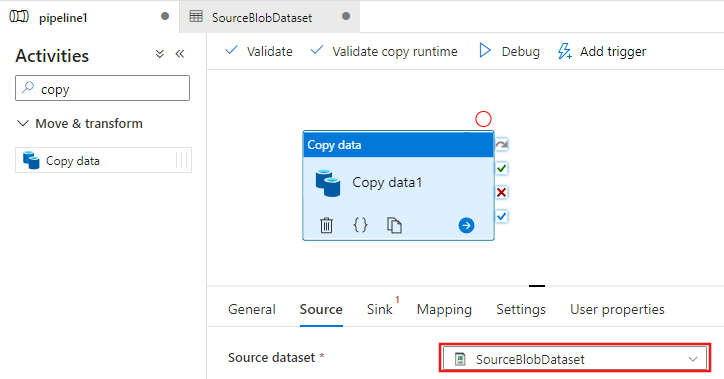 pipeline1
SourceBlobDataset
Activities
copy
Move & transform
Copy data
Validate
Validate copy runtime
Debug
Add trigger
Copy data
Copy data1
{}
General
Source
Sink 1
Mapping
Settings
User properties
Source dataset *
SourceBlobDataset